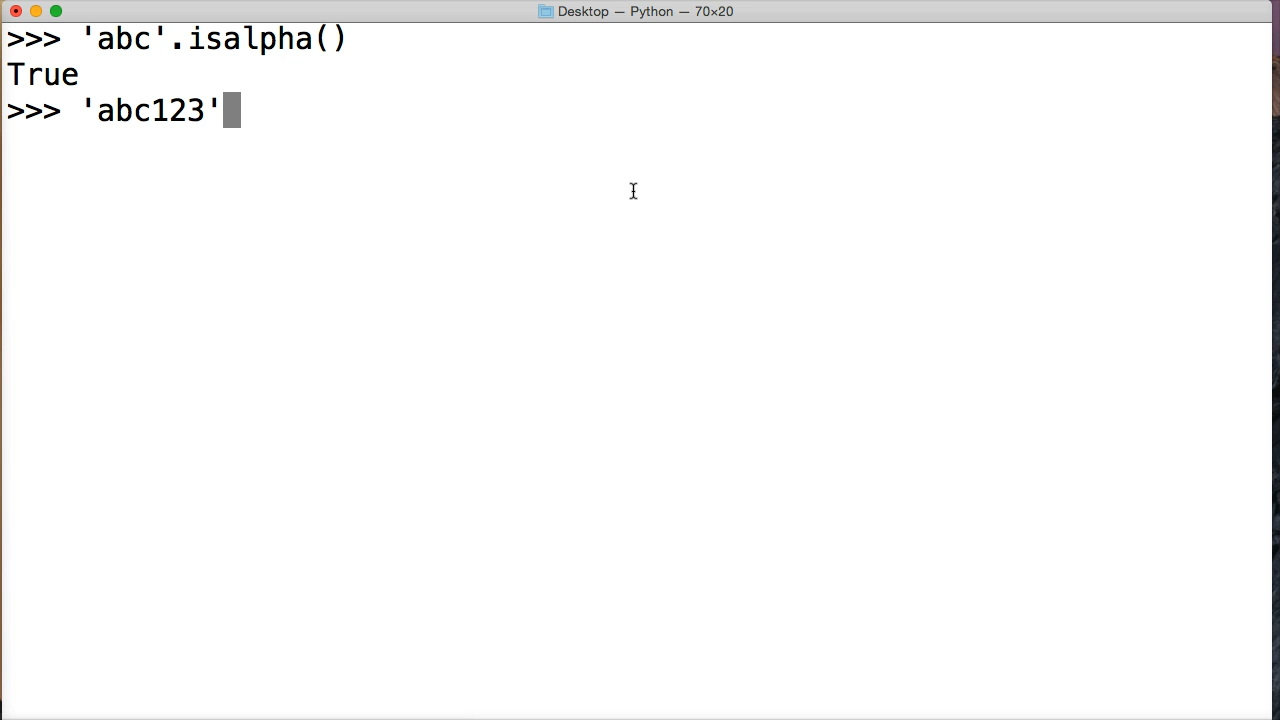 Desktop — Python — 70×20
>>> 'abc'.isalpha()
True
>>> 'abc123'